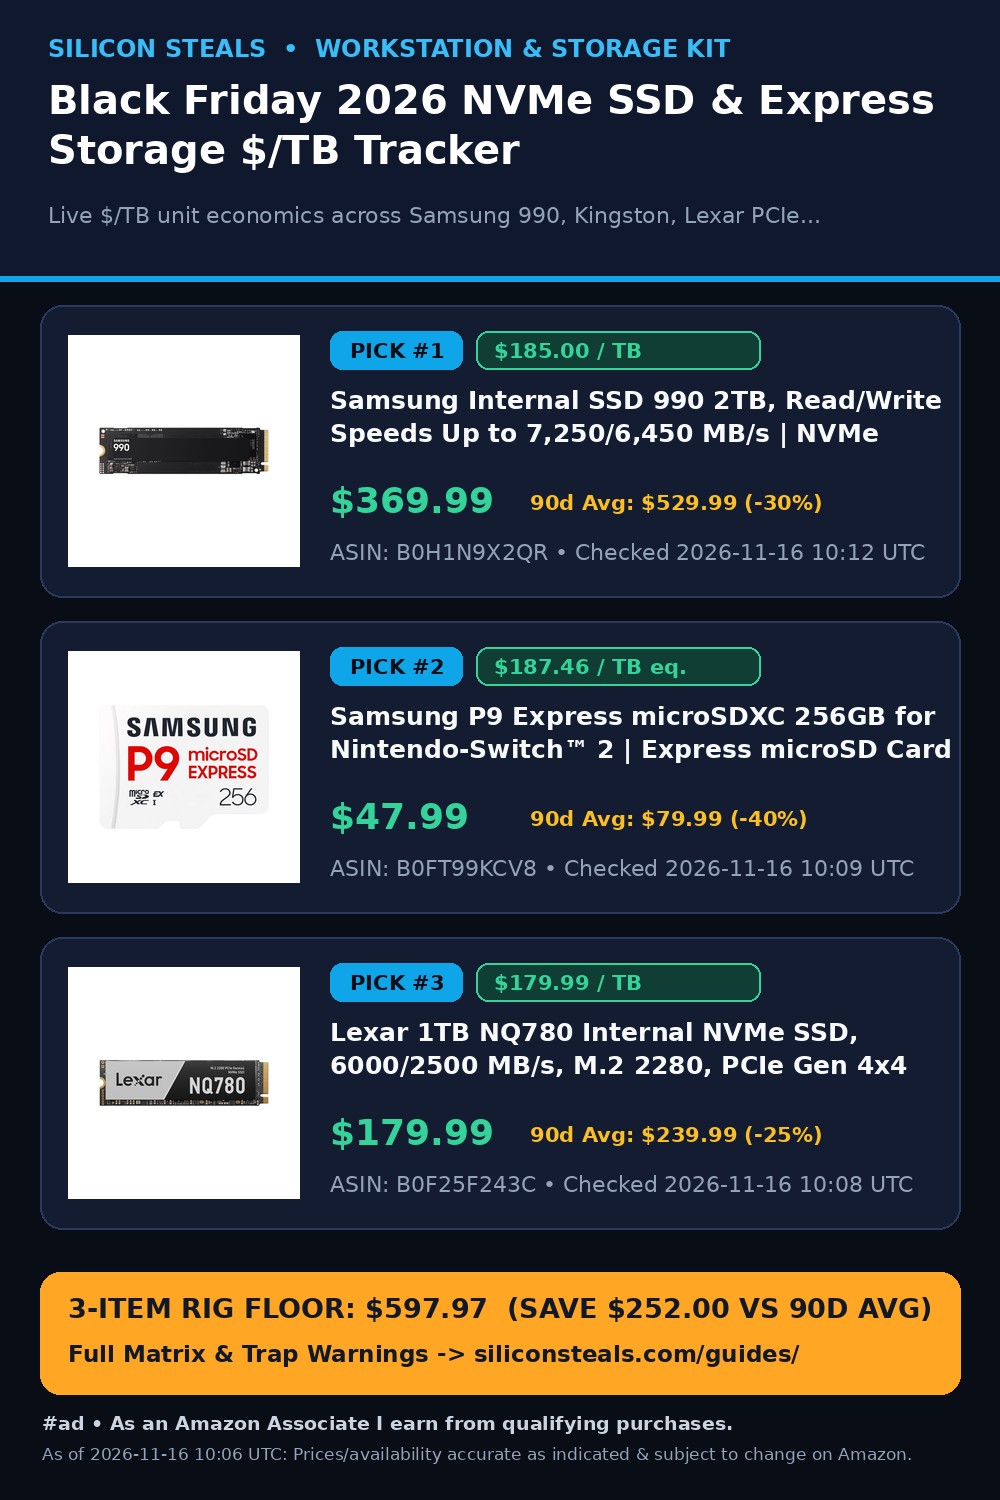 SILICON STEALS • WORKSTATION & STORAGE KIT
Black Friday 2026 NVMe SSD & Express
Storage $/TB Tracker
Live $/TB unit economics across Samsung 990, Kingston, Lexar PCIe...
SAMSUNG
990
PICK #1
$185.00 / TB
Samsung Internal SSD 990 2TB, Read/Write
Speeds Up to 7,250/6,450 MB/s | NVMe
$369.99
90d Avg: $529.99 (-30%)
ASIN: B0H1N9X2QR • Checked 2026-11-16 10:12 UTC
SAMSUNG
P9 microSD
EXPRESS
micro SD XC EX I
256
PICK #2
$187.46 / TB eq.
Samsung P9 Express microSDXC 256GB for
Nintendo-Switch™ 2 | Express microSD Card
$47.99
90d Avg: $79.99 (-40%)
ASIN: B0FT99KCV8 • Checked 2026-11-16 10:09 UTC
Lexar
NQ780
PICK #3
$179.99 / TB
Lexar 1TB NQ780 Internal NVMe SSD,
6000/2500 MB/s, M.2 2280, PCIe Gen 4x4
$179.99
90d Avg: $239.99 (-25%)
ASIN: B0F25F243C • Checked 2026-11-16 10:08 UTC
3-ITEM RIG FLOOR: $597.97 (SAVE $252.00 VS 90D AVG)
Full Matrix & Trap Warnings -> siliconsteals.com/guides/
#ad • As an Amazon Associate I earn from qualifying purchases.
As of 2026-11-16 10:06 UTC: Prices/availability accurate as indicated & subject to change on Amazon.